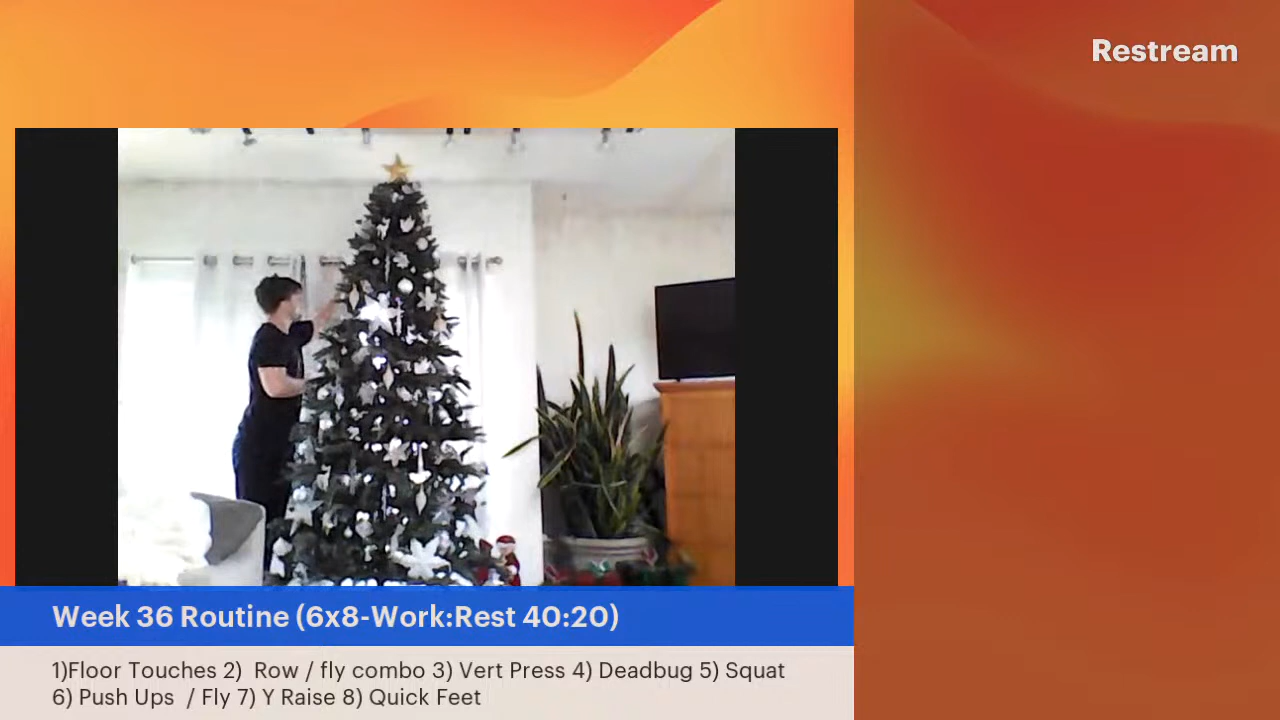 Restream
Week 36 Routine (6x8-Work:Rest 40:20)
1)Floor Touches 2)  Row / fly combo 3) Vert Press 4) Deadbug 5) Squat
6) Push Ups  / Fly 7) Y Raise 8) Quick Feet